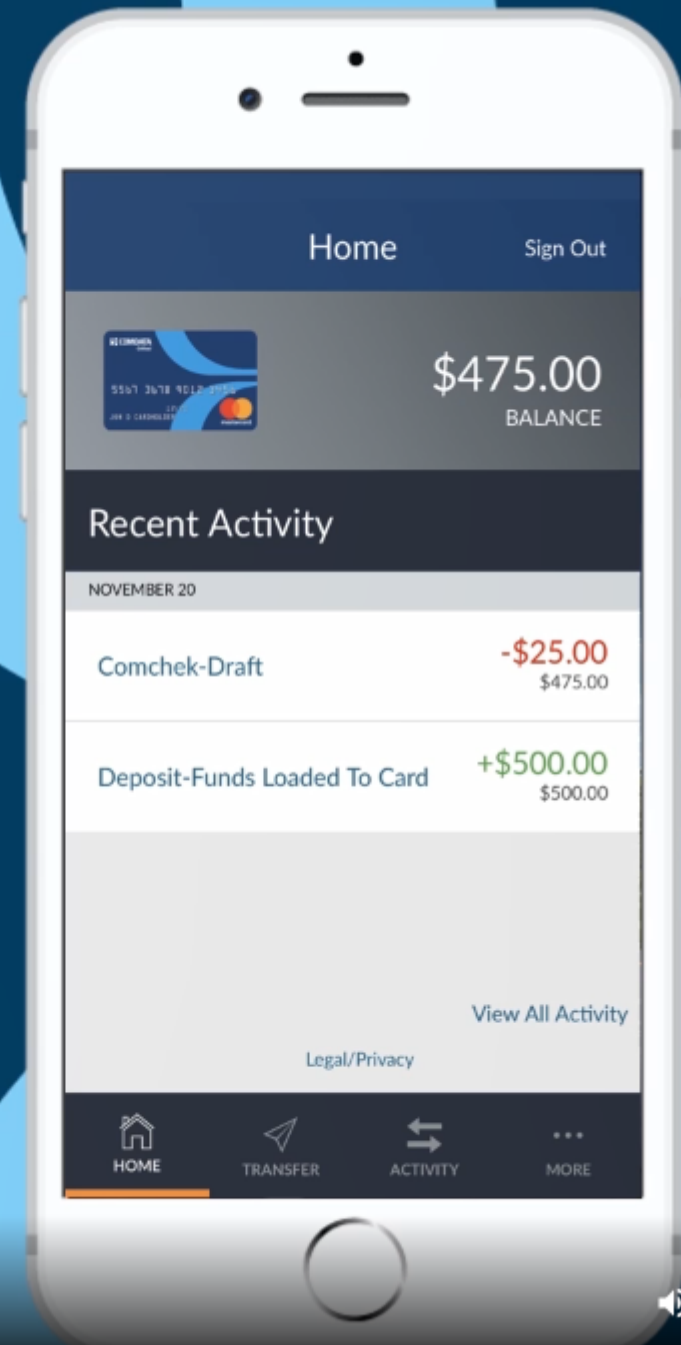 Home
Sign Out
COMCHEK
$475.00
BALANCE
Recent Activity
NOVEMBER 20
Comchek-Draft
-$25.00
$475.00
Deposit-Funds Loaded To Card
+$500.00
$500.00
View All Activity
Legal/Privacy
HOME
TRANSFER
ACTIVITY
MORE